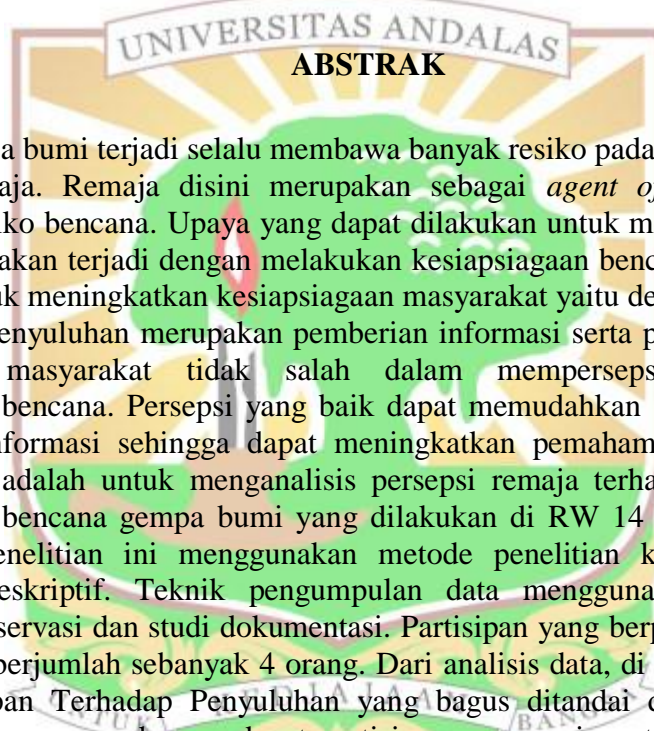 UNIVERSITAS ANDALAS
ABSTRAK
a bumi terjadi selalu membawa banyak resiko pada
aja. Remaja disini merupakan sebagai agent of
ko bencana. Upaya yang dapat dilakukan untuk m
akan terjadi dengan melakukan kesiapsiagaan benc
uk meningkatkan kesiapsiagaan masyarakat yaitu de
enyuluhan merupakan pemberian informasi serta p
masyarakat tidak salah dalam mempersepsi
bencana. Persepsi yang baik dapat memudahkan
nformasi sehingga dapat meningkatkan pemaham
adalah untuk menganalisis persepsi remaja terha
bencana gempa bumi yang dilakukan di RW 14
enelitian ini menggunakan metode penelitian k
eskriptif. Teknik pengumpulan data mengguna
servasi dan studi dokumentasi. Partisipan yang berp
berjumlah sebanyak 4 orang. Dari analisis data, di
pan Terhadap Penyuluhan yang bagus ditandai d
UNTUK KEDJAJAAN BANGSA